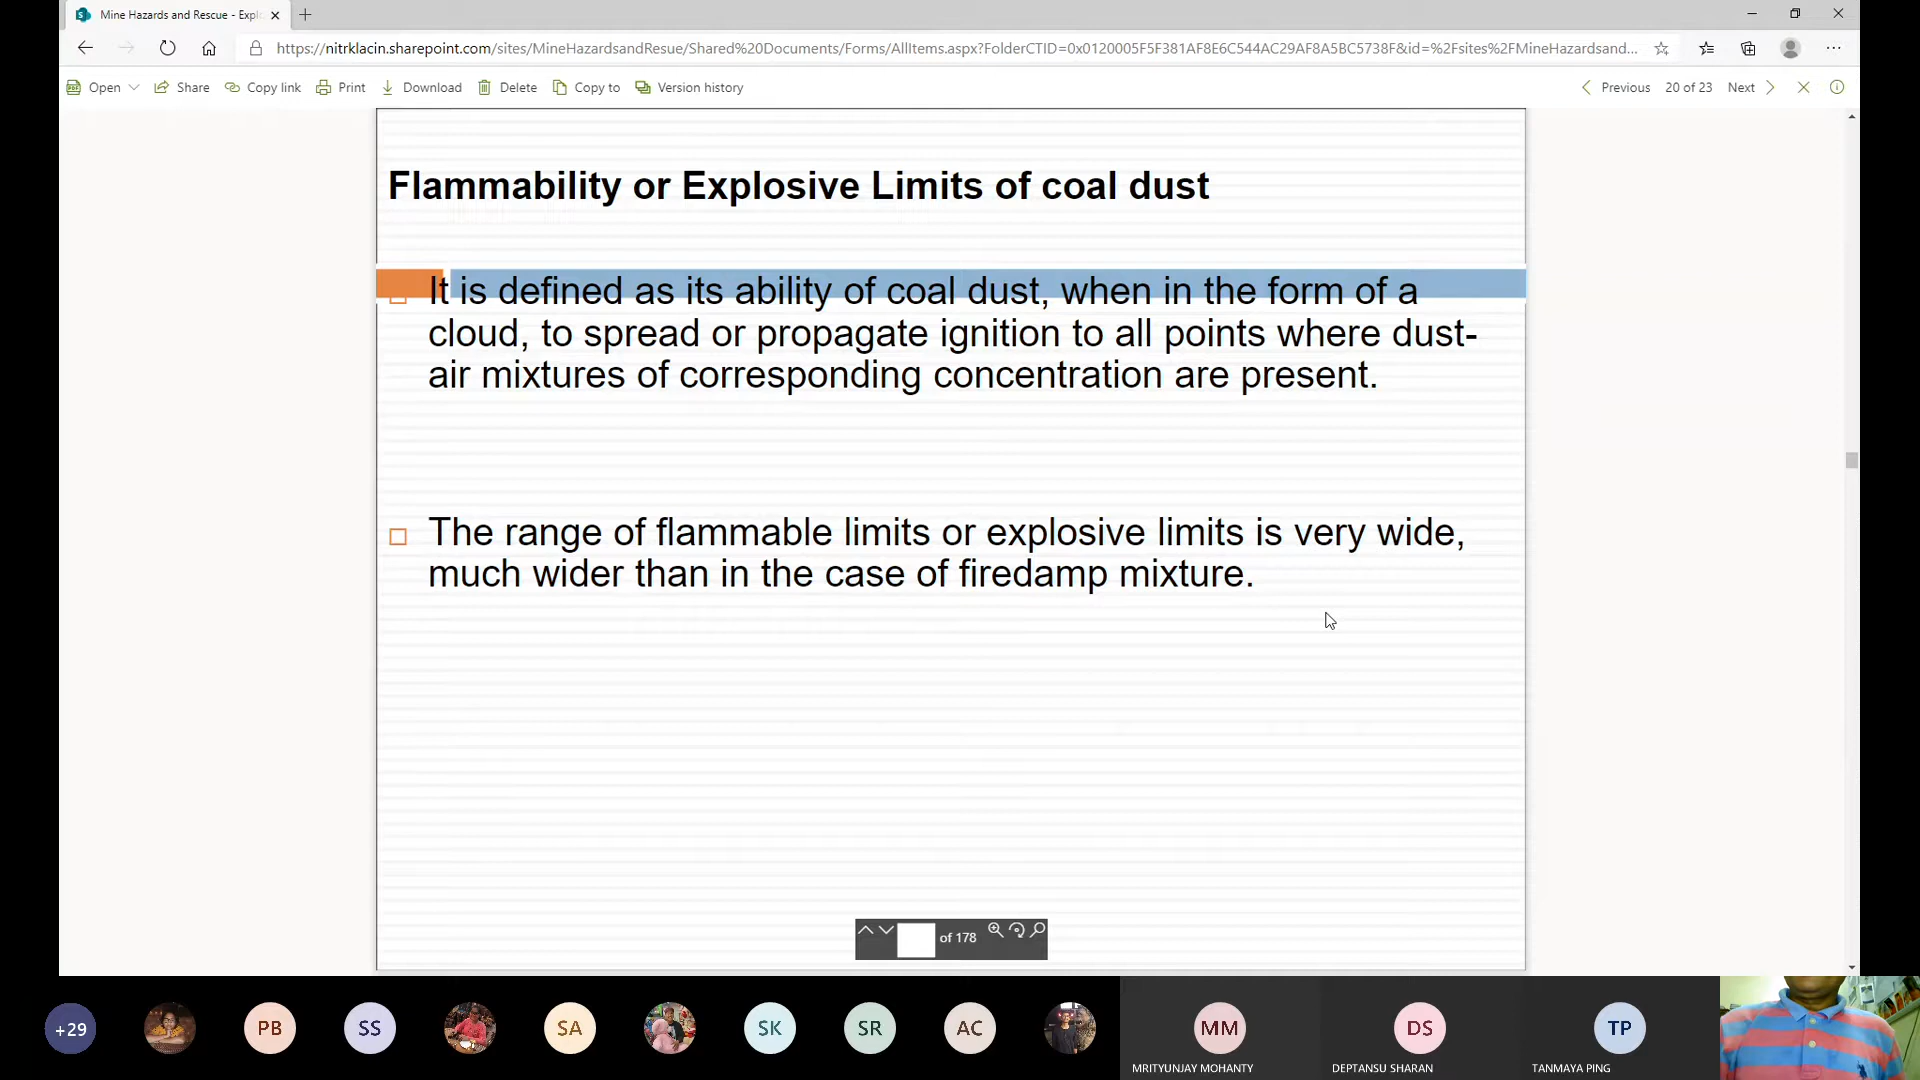 Mine Hazards and Rescue - Explo
https://nitrklacin.sharepoint.com/sites/MineHazardsandResue/Shared%20Documents/Forms/AllItems.aspx?FolderCTID=0x0120005F5F381AF8E6C544AC29AF8A5BC5738F&id=%2Fsites%2FMineHazardsand...
Open Share Copy link Print Download Delete Copy to Version history Previous 20 of 23 Next
Flammability or Explosive Limits of coal dust
It is defined as its ability of coal dust, when in the form of a
cloud, to spread or propagate ignition to all points where dust-
air mixtures of corresponding concentration are present.
The range of flammable limits or explosive limits is very wide,
much wider than in the case of firedamp mixture.
of 178
+29 PB SS SA SK SR AC MM DS TP
MRITYUNJAY MOHANTY DEPTANSU SHARAN TANMAYA PING